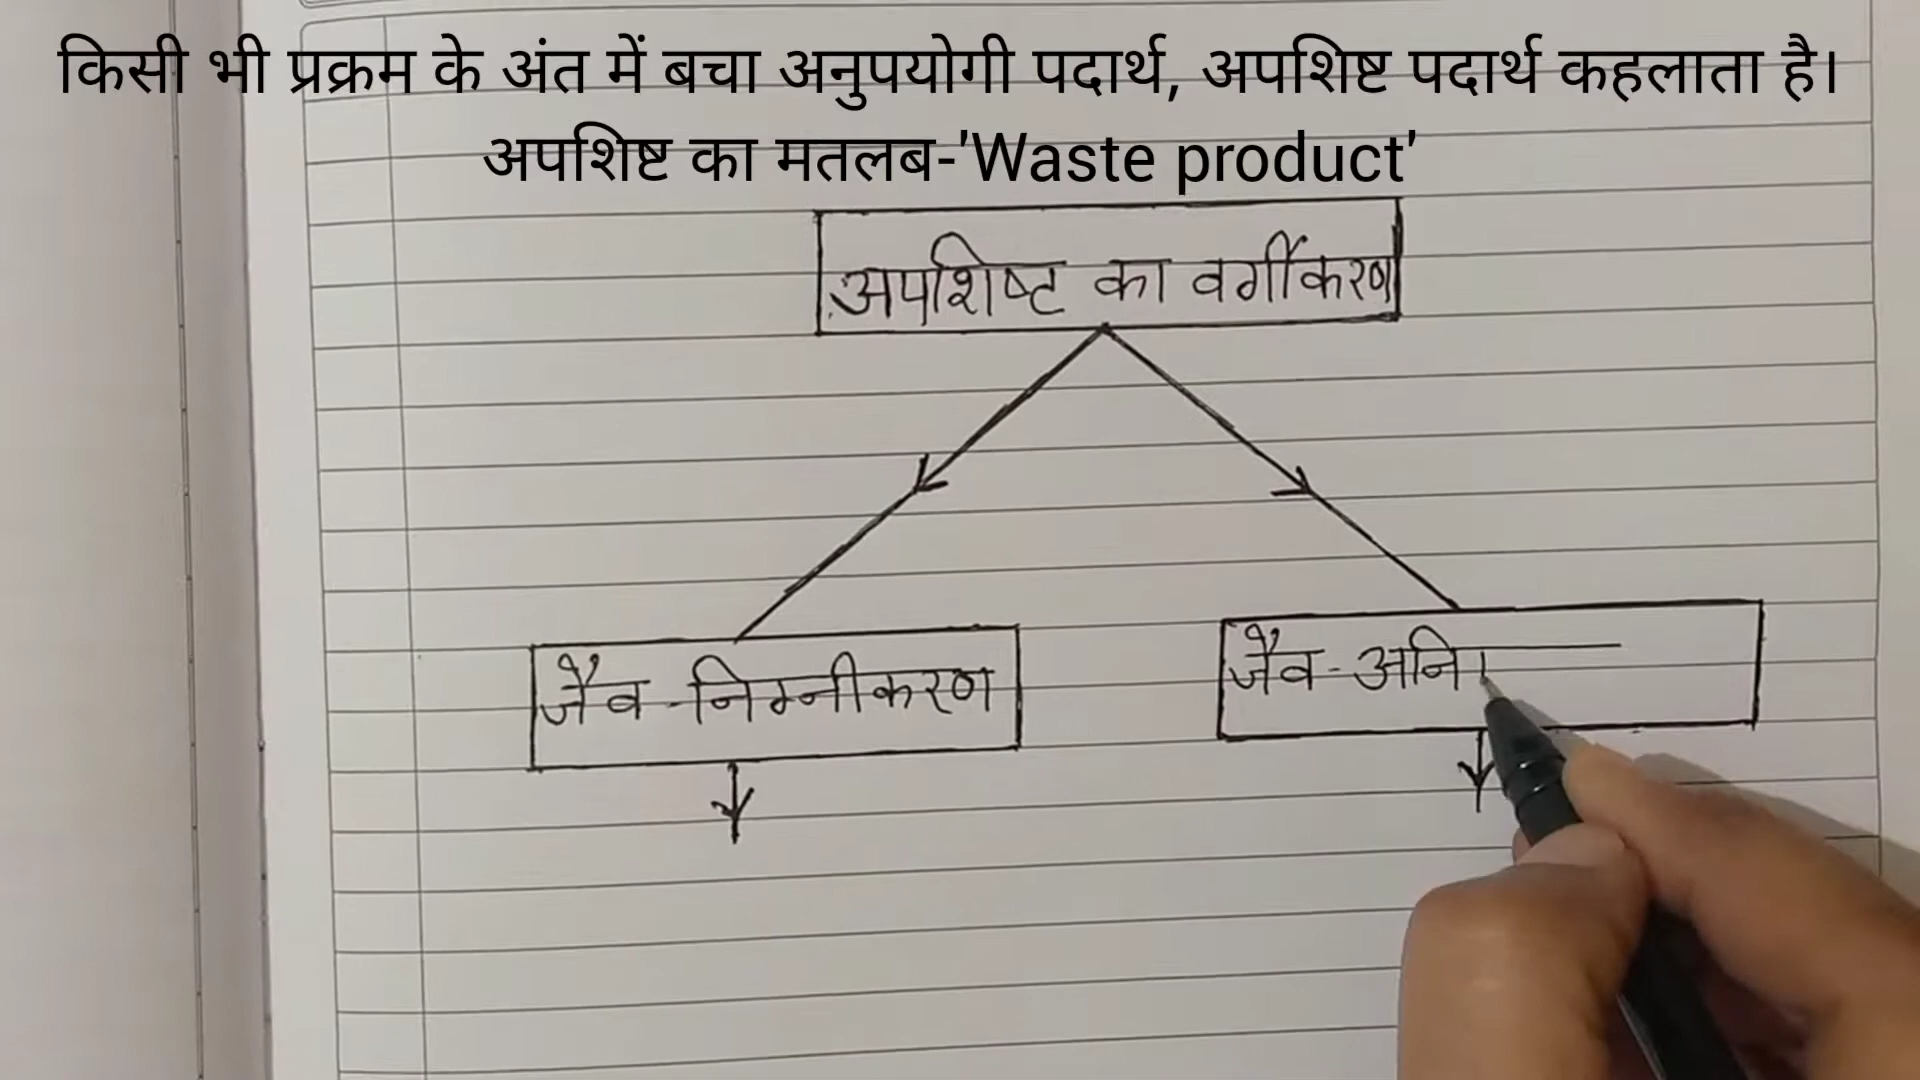 किसी भी प्रक्रम के अंत में बचा अनुपयोगी पदार्थ, अपशिष्ट पदार्थ कहलाता है।
अपशिष्ट का मतलब-'Waste product'
अपशिष्ट का वर्गीकरण
जैव-निम्नीकरण
जैव-अनि